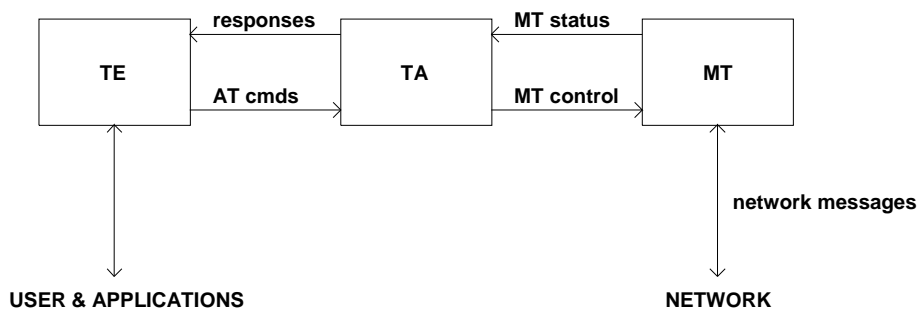 responses
MT status
TE
TA
MT
AT cmds
MT control
network messages
USER & APPLICATIONS
NETWORK